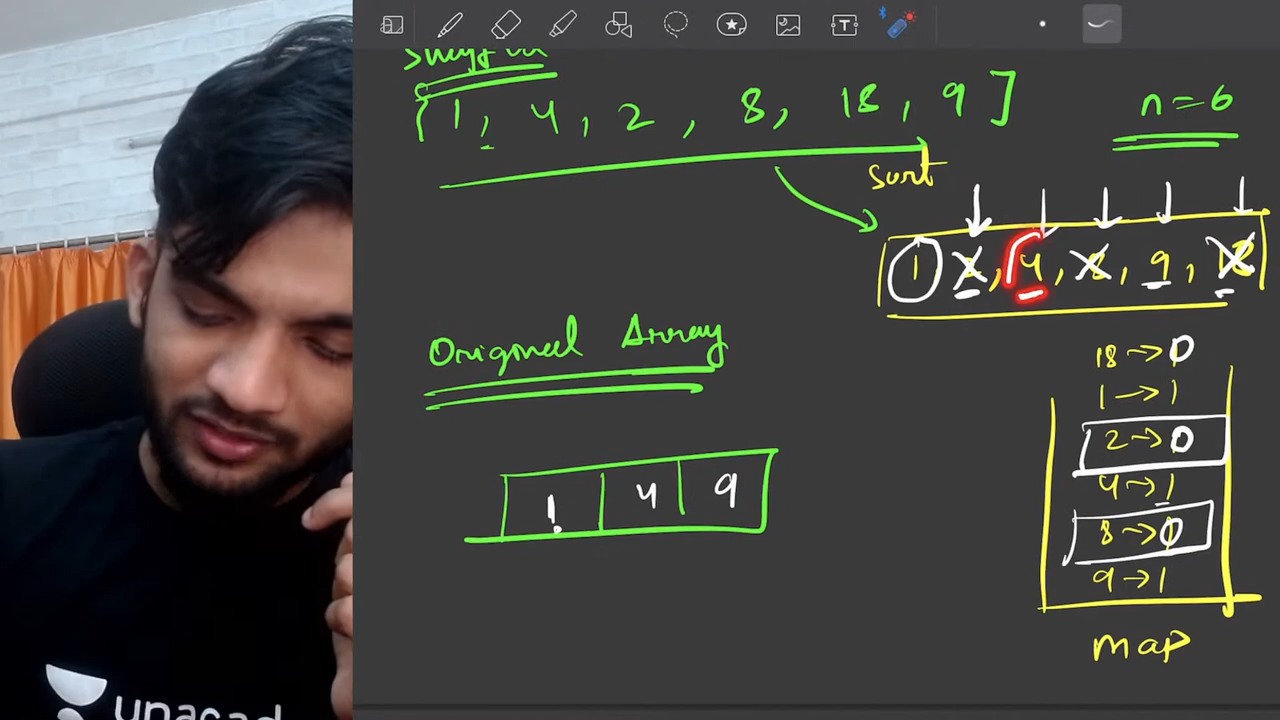 [ 1, 4, 2, 8, 18, 9 ]
n=6
sort
1 2, 4, 8, 9, 18
Origonal Array
18→0
1→1
2→0
4→1
8→0
9→1
1 4 9
map
unacad
T